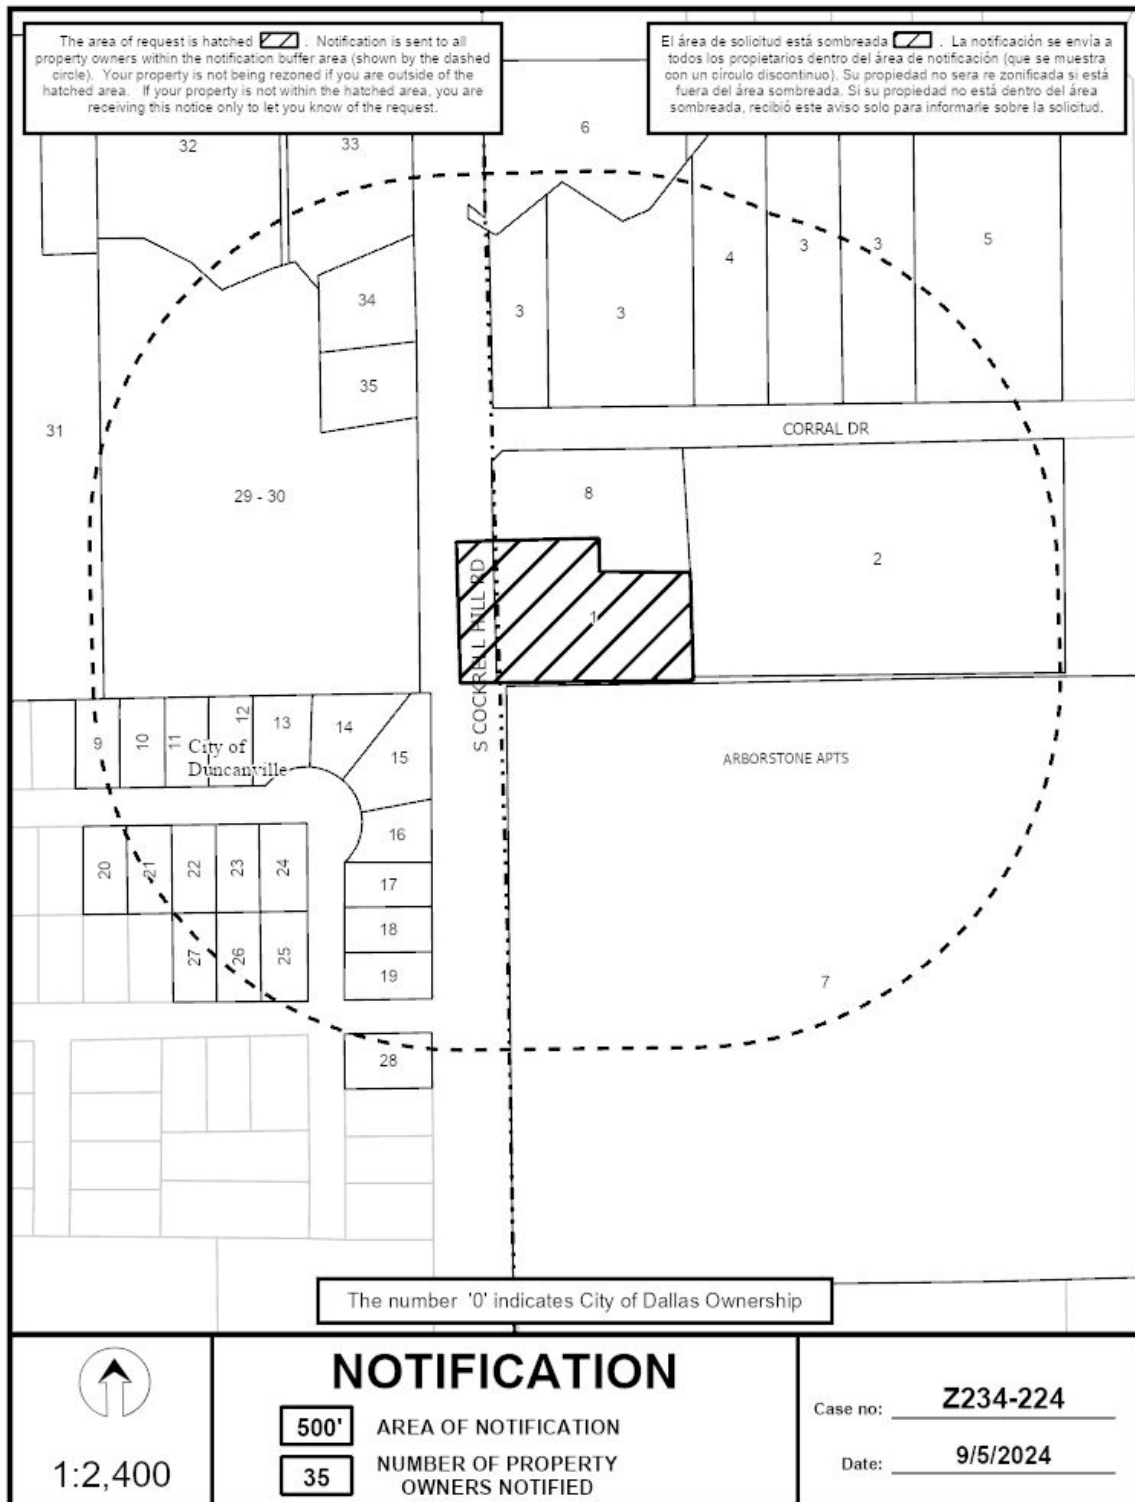 The area of request is hatched . Notification is sent to all
property owners within the notification buffer area (shown by the dashed
circle). Your property is not being rezoned if you are outside of the
hatched area. If your property is not within the hatched area, you are
receiving this notice only to let you know of the request.
El área de solicitud está sombreada . La notificación se envía a
todos los propietarios dentro del área de notificación (que se muestra
con un círculo discontinuo). Su propiedad no sera re zonificada si está
fuera del área sombreada. Si su propiedad no está dentro del área
sombreada, recibió este aviso solo para informarle sobre la solicitud.
32
33
6
4
3
3
5
34
3
3
35
31
CORRAL DR
29 - 30
8
2
1
S COCKRELL HILL RD
9
10
11
12
13
14
15
City of
Duncanville
ARBORSTONE APTS
16
20
21
22
23
24
17
18
27
26
25
19
7
28
The number '0' indicates City of Dallas Ownership
1:2,400
NOTIFICATION
500' AREA OF NOTIFICATION
35 NUMBER OF PROPERTY
OWNERS NOTIFIED
Case no: Z234-224
Date: 9/5/2024